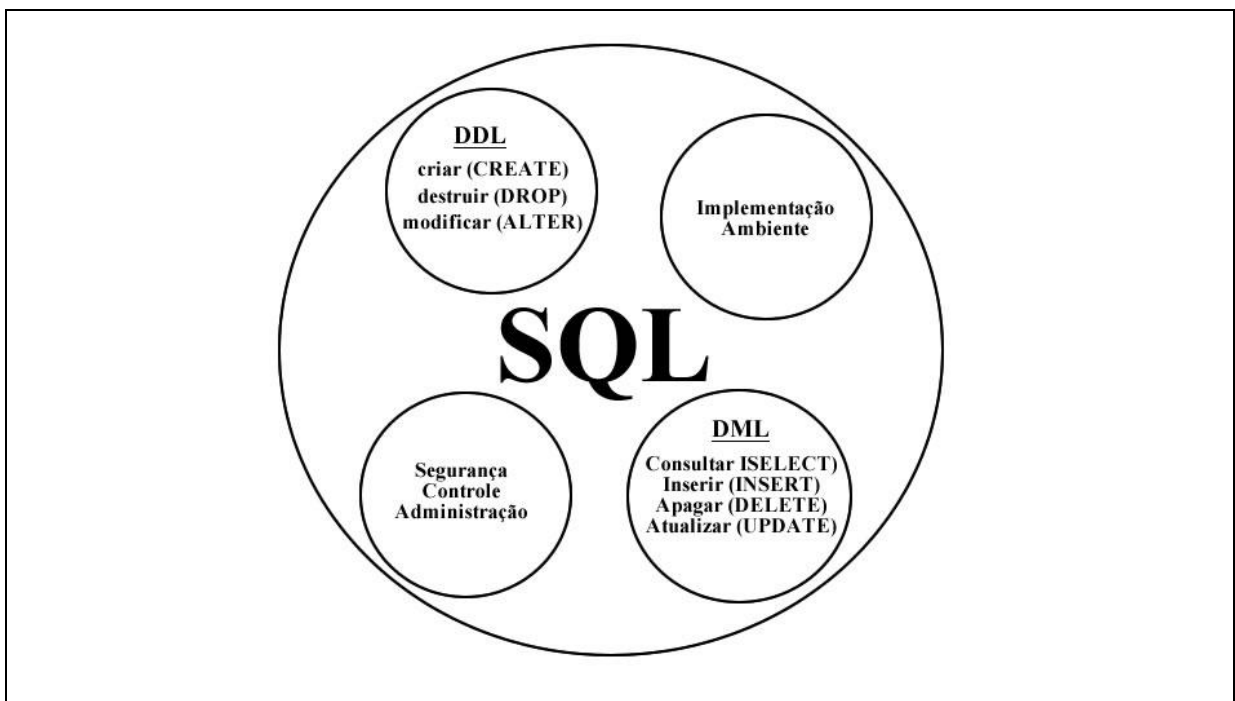 DDL
criar (CREATE)
destruir (DROP)
modificar (ALTER)
Implementação
Ambiente
SQL
Segurança
Controle
Administração
DML
Consultar ISELECT)
Inserir (INSERT)
Apagar (DELETE)
Atualizar (UPDATE)